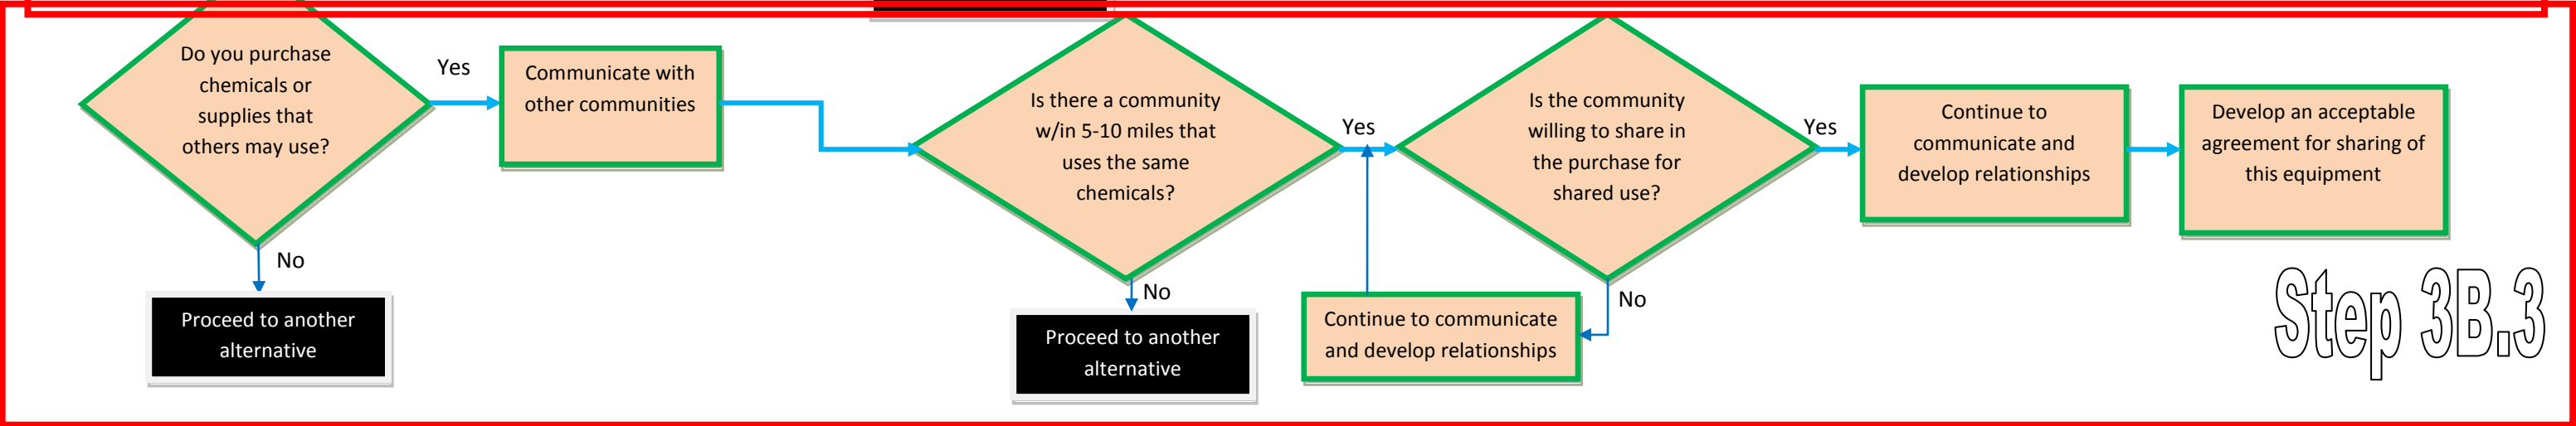 Do you purchase
chemicals or
supplies that
others may use?
Yes
Communicate with
other communities
Is there a community
w/in 5-10 miles that
uses the same
chemicals?
Yes
Is the community
willing to share in
the purchase for
shared use?
Yes
Continue to
communicate and
develop relationships
Develop an acceptable
agreement for sharing of
this equipment
No
Proceed to another
alternative
No
Proceed to another
alternative
No
Continue to communicate
and develop relationships
Step 3B.3